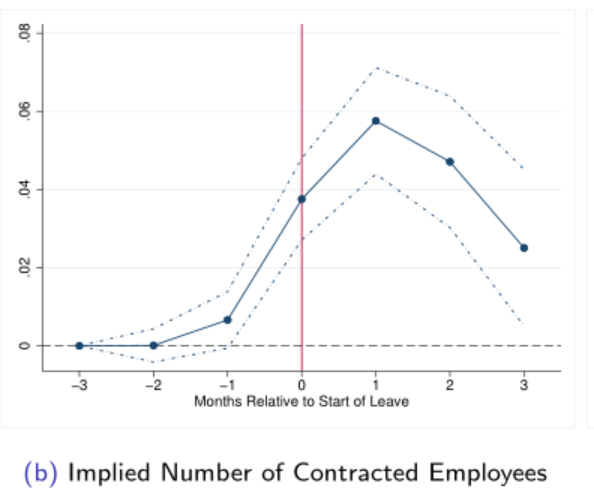 .08
.06
.04
.02
0
−3 −2 −1 0 1 2 3
Months Relative to Start of Leave
(b) Implied Number of Contracted Employees